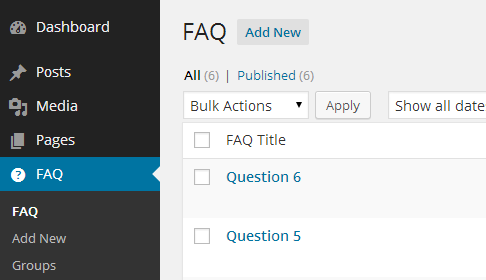 Dashboard
Posts
Media
Pages
FAQ
FAQ
Add New
Groups
FAQ Add New
All (6) | Published (6)
Bulk Actions Apply Show all date
FAQ Title
Question 6
Question 5